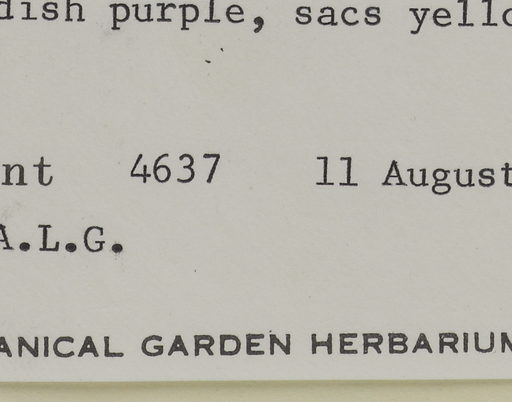 dish purple, sacs yello
nt 4637 11 August
A.L.G.
ANICAL GARDEN HERBARIUM